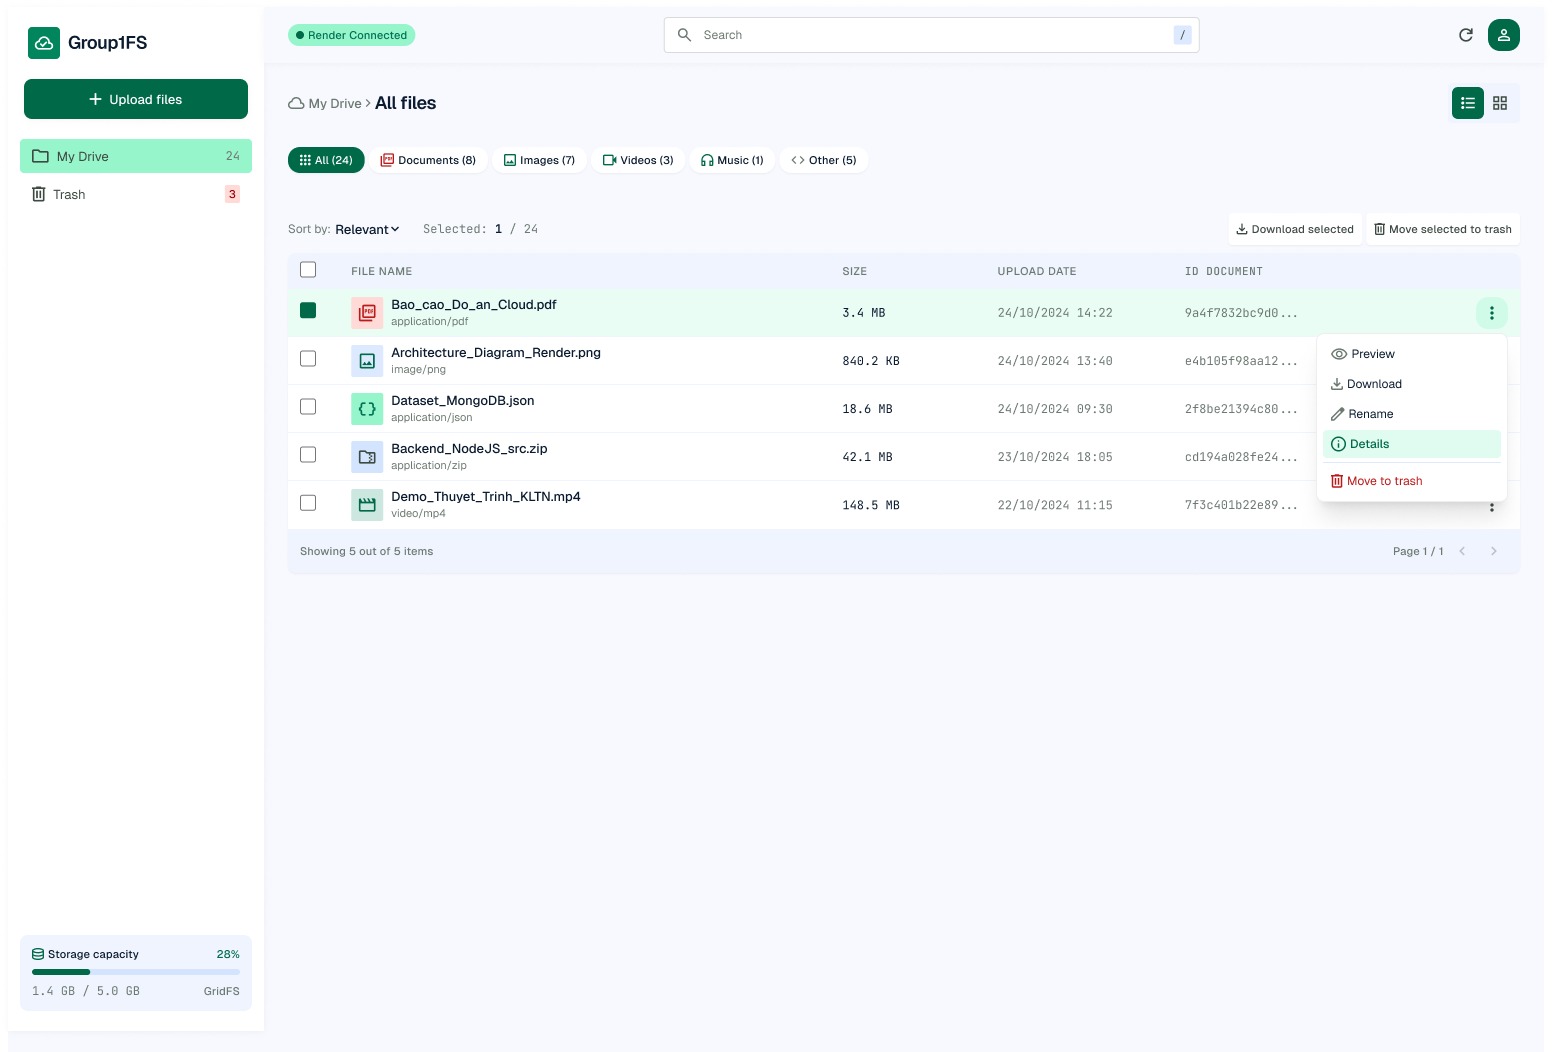 Group1FS
Render Connected
Search
/
Upload files
My Drive 24
Trash 3
My Drive > All files
All (24)
Documents (8)
Images (7)
Videos (3)
Music (1)
Other (5)
Sort by: Relevant
Selected: 1 / 24
Download selected
Move selected to trash
FILE NAME SIZE UPLOAD DATE ID DOCUMENT
Bao_cao_Do_an_Cloud.pdf
application/pdf
3.4 MB 24/10/2024 14:22 9a4f7832bc9d0...
Architecture_Diagram_Render.png
image/png
840.2 KB 24/10/2024 13:40 e4b105f98aa12...
Dataset_MongoDB.json
application/json
18.6 MB 24/10/2024 09:30 2f8be21394c80...
Backend_NodeJS_src.zip
application/zip
42.1 MB 23/10/2024 18:05 cd194a028fe24...
Demo_Thuyet_Trinh_KLTN.mp4
video/mp4
148.5 MB 22/10/2024 11:15 7f3c401b22e89...
Preview
Download
Rename
Details
Move to trash
Showing 5 out of 5 items
Page 1 / 1
Storage capacity 28%
1.4 GB / 5.0 GB GridFS